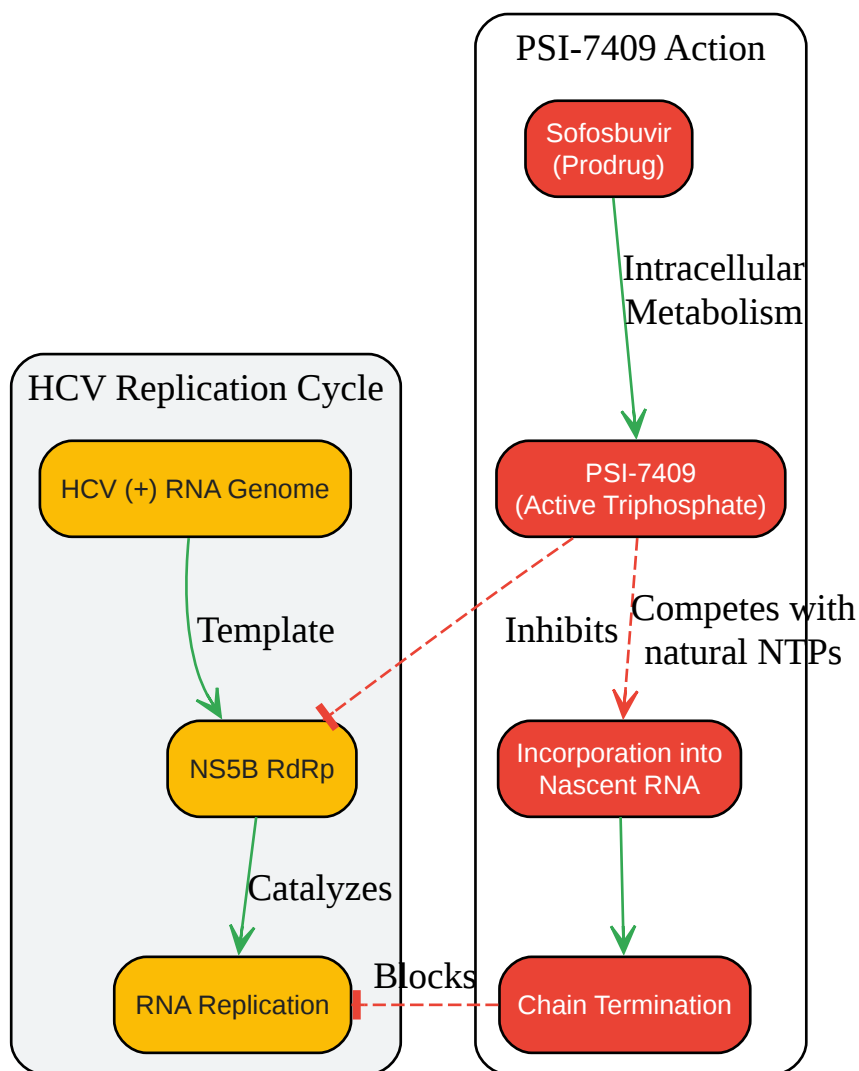 PSI-7409 Action
Sofosbuvir
(Prodrug)
Intracellular
Metabolism
HCV Replication Cycle
HCV (+) RNA Genome
PSI-7409
(Active Triphosphate)
Template
Inhibits
Competes with
natural NTPs
NS5B RdRp
Incorporation into
Nascent RNA
Catalyzes
Blocks
RNA Replication
Chain Termination